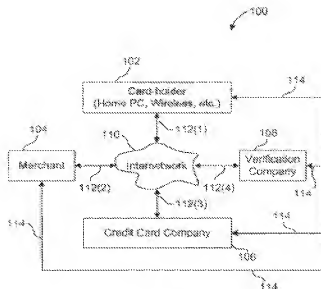 100
102
Card-holder
(Home PC, Wireless, etc.)
114
104
110
112(1)
108
Merchant
Internetwork
Verification
Company
112(2)
112(4)
114
112(3)
114
114
Credit Card Company
106
114